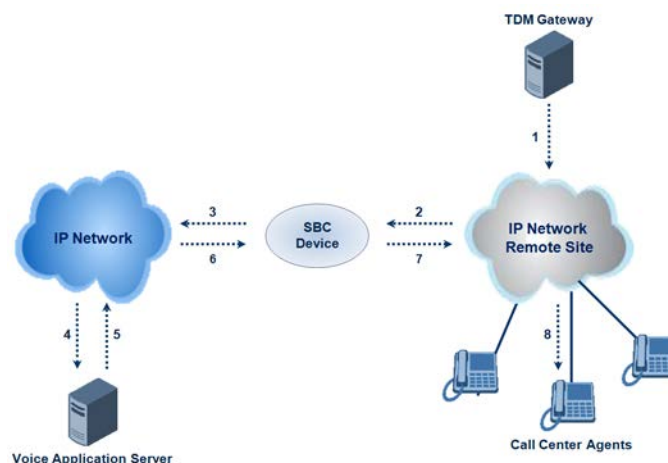 TDM Gateway
1
3
2
IP Network
SBC
Device
IP Network
Remote Site
6
7
4
5
8
Voice Application Server
Call Center Agents